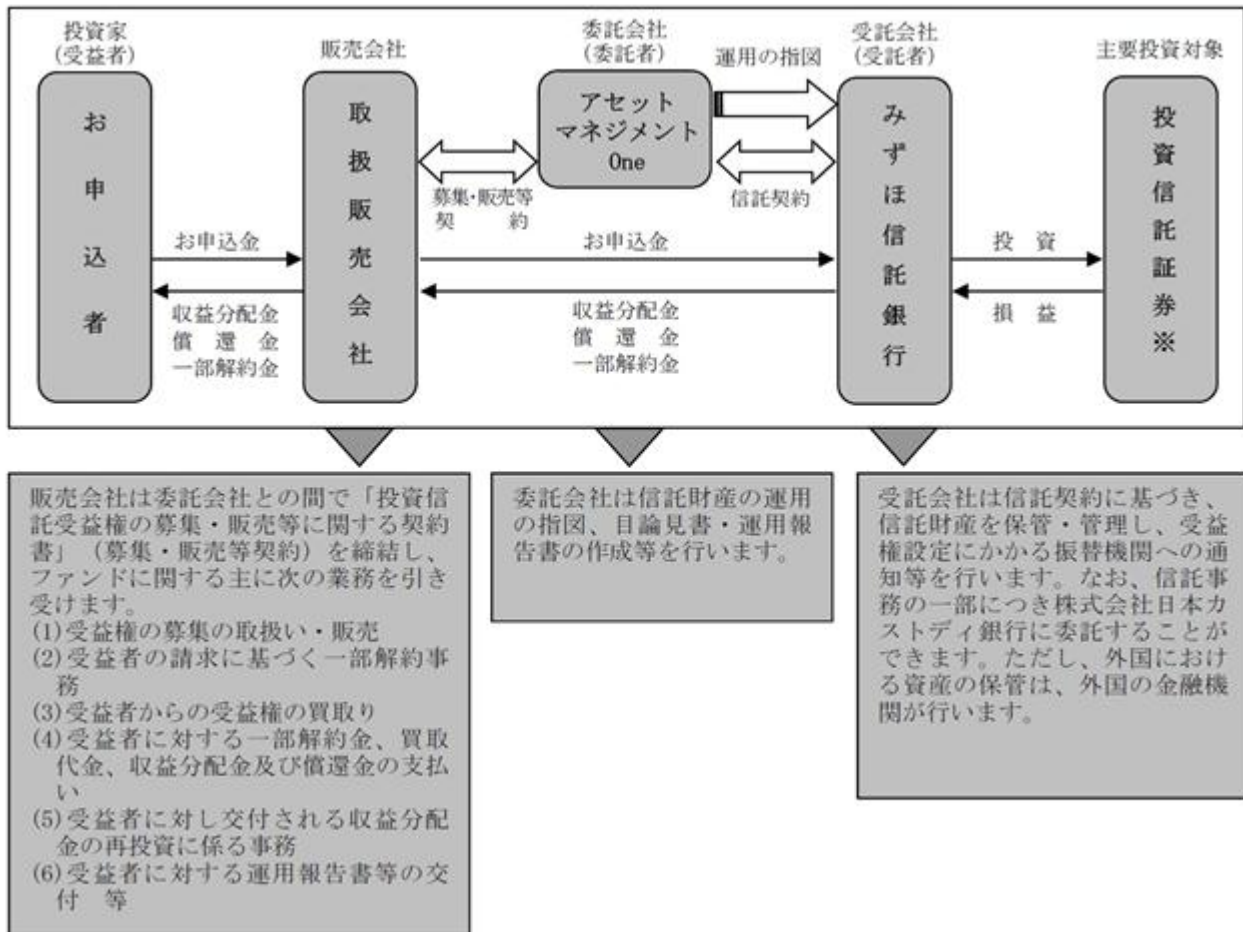 投資家
(受益者)
販売会社
委託会社
(委託者)
運用の指図
受託会社
(受託者)
主要投資対象
お申込者
取扱販売会社
アセット
マネジメント
One
みずほ信託銀行
投資信託証券※
募集・販売等
契　　約
信託契約
お申込金
収益分配金
償　還　金
一部解約金
お申込金
収益分配金
償　還　金
一部解約金
投　資
損　益
販売会社は委託会社との間で「投資信
託受益権の募集・販売等に関する契約
書」（募集・販売等契約）を締結し、
ファンドに関する主に次の業務を引き
受けます。
(1)受益権の募集の取扱い・販売
(2)受益者の請求に基づく一部解約事
務
(3)受益者からの受益権の買取り
(4)受益者に対する一部解約金、買取
代金、収益分配金及び償還金の支払
い
(5)受益者に対し交付される収益分配
金の再投資に係る事務
(6)受益者に対する運用報告書等の交
付　等
委託会社は信託財産の運用
の指図、目論見書・運用報
告書の作成等を行います。
受託会社は信託契約に基づき、
信託財産を保管・管理し、受益
権設定にかかる振替機関への通
知等を行います。なお、信託事
務の一部につき株式会社日本カ
ストディ銀行に委託することが
できます。ただし、外国におけ
る資産の保管は、外国の金融機
関が行います。